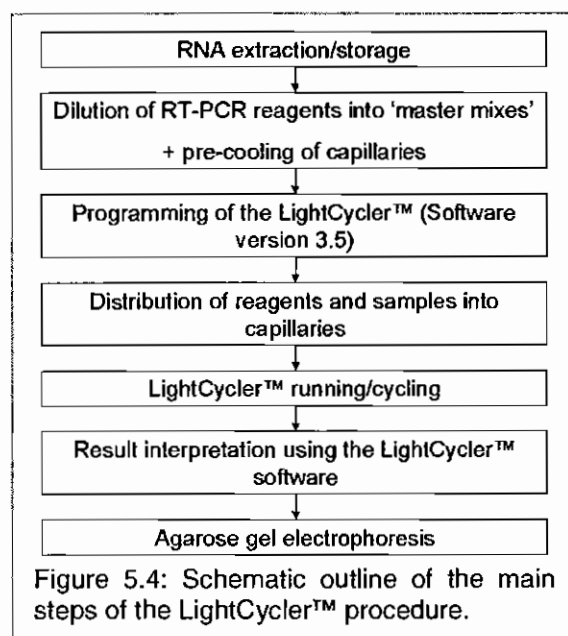 RNA extraction/storage
Dilution of RT-PCR reagents into 'master mixes'
+ pre-cooling of capillaries
Programming of the LightCycler™ (Software
version 3.5)
Distribution of reagents and samples into
capillaries
LightCycler™ running/cycling
Result interpretation using the LightCycler™
software
Agarose gel electrophoresis
Figure 5.4: Schematic outline of the main
steps of the LightCycler™ procedure.